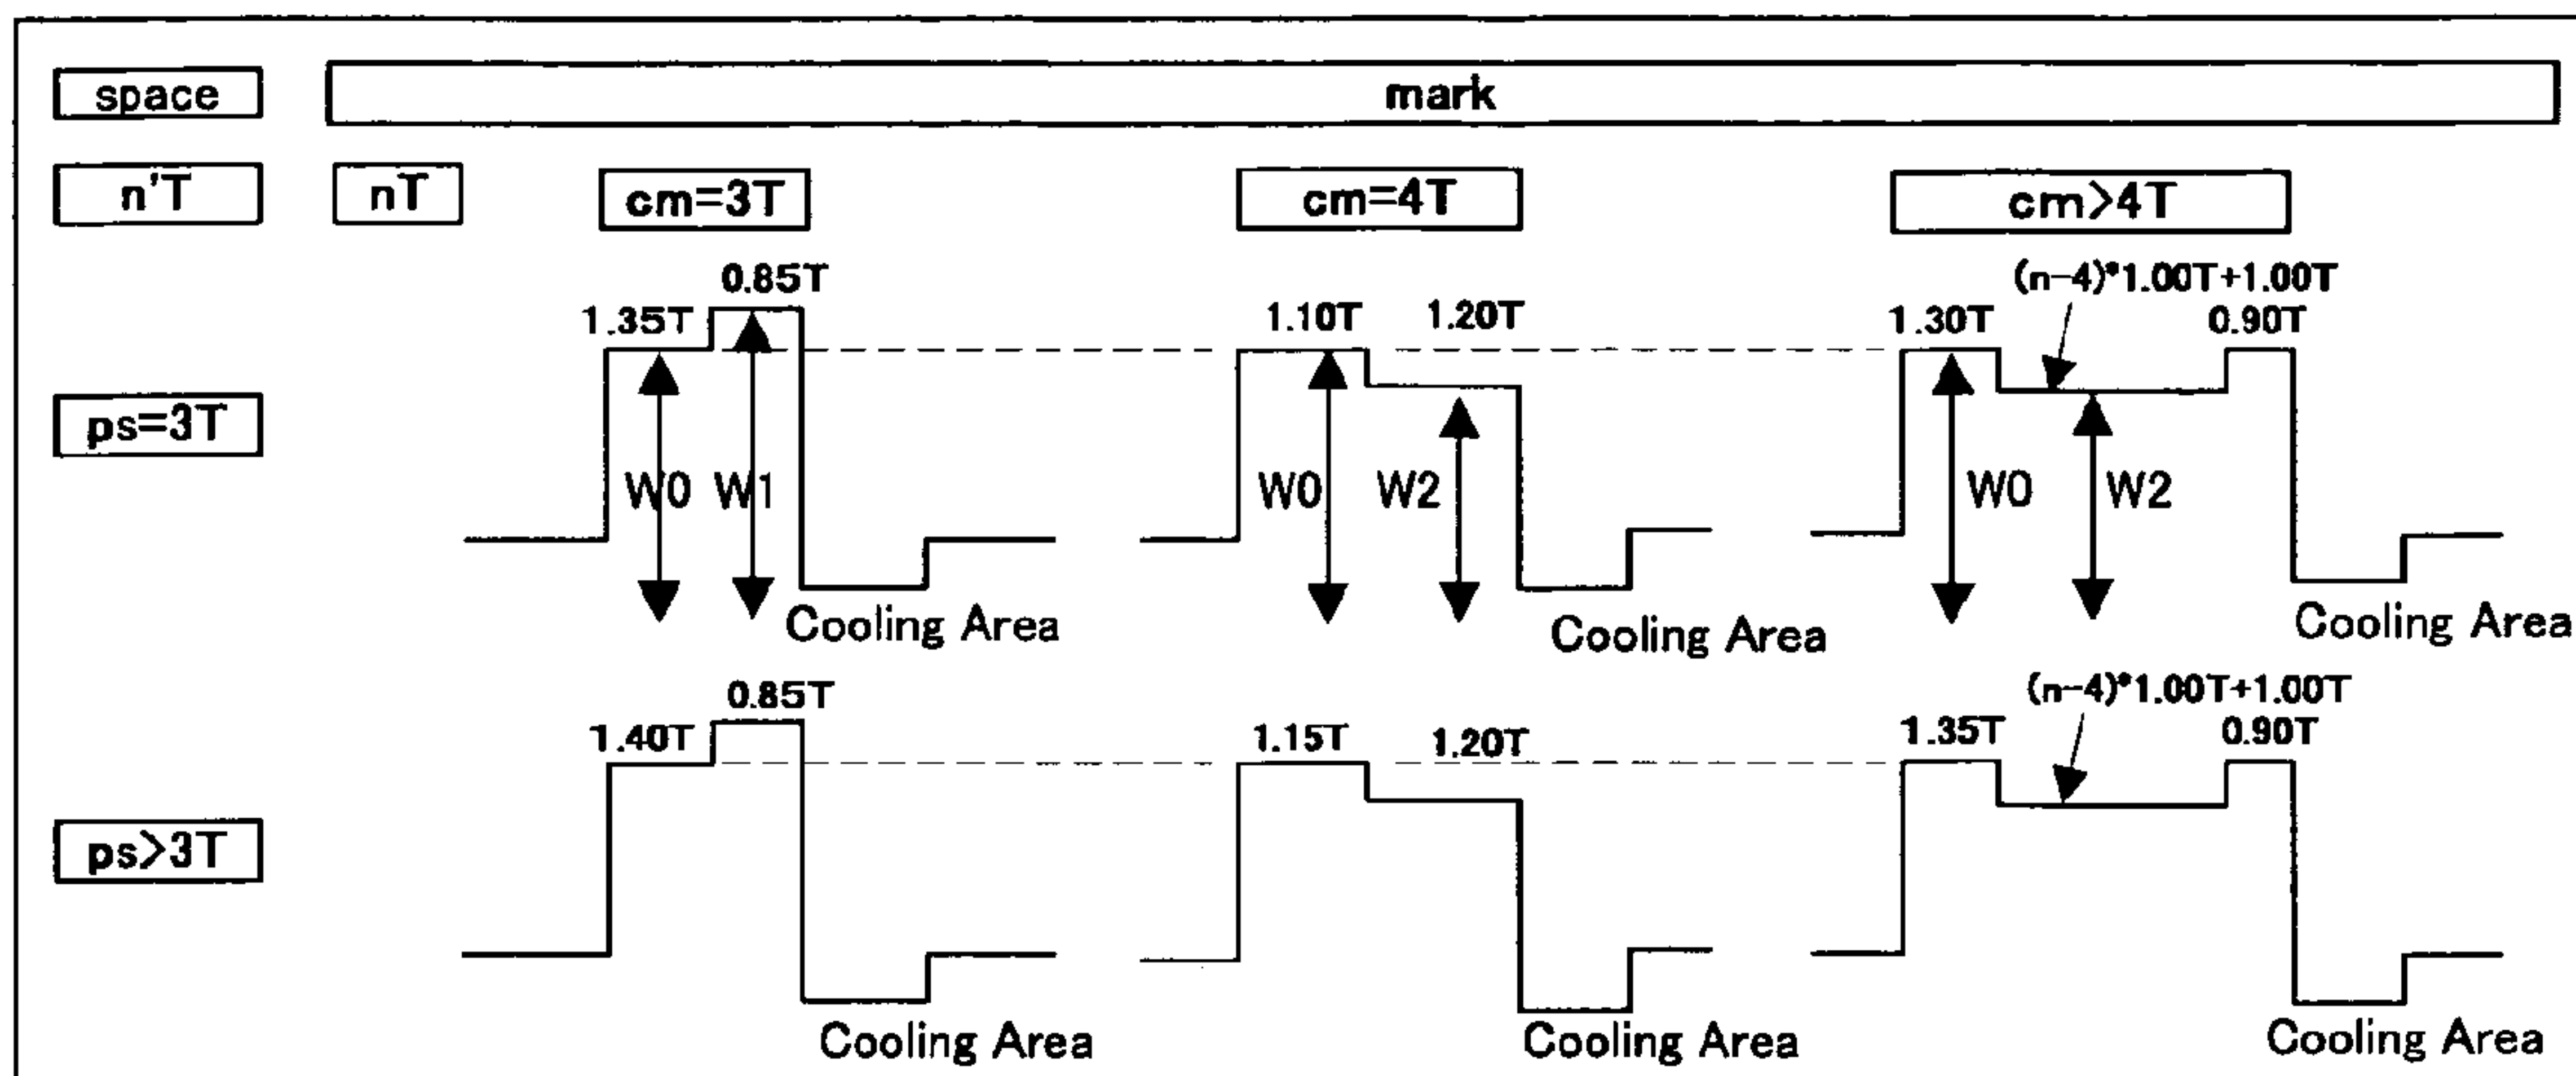 space mark
n'T nT cm=3T cm=4T cm>4T
0.85T (n-4)*1.00T+1.00T
1.35T 1.10T 1.20T 1.30T 0.90T
ps=3T
W0 W1 W0 W2 W0 W2
Cooling Area Cooling Area Cooling Area
0.85T (n-4)*1.00T+1.00T
1.40T 1.15T 1.20T 1.35T 0.90T
ps>3T
Cooling Area Cooling Area Cooling Area